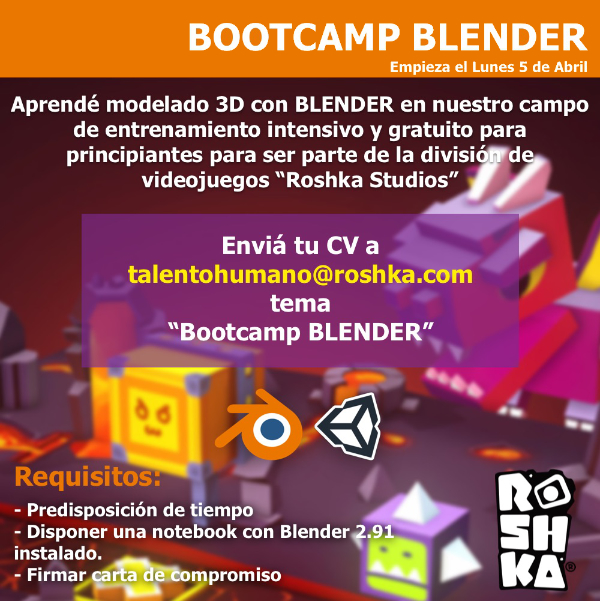 BOOTCAMP BLENDER
Empieza el Lunes 5 de Abril
Aprendé modelado 3D con BLENDER en nuestro campo
de entrenamiento intensivo y gratuito para
principiantes para ser parte de la división de
videojuegos “Roshka Studios”
Enviá tu CV a
talentohumano@roshka.com
tema
“Bootcamp BLENDER”
Requisitos:
- Predisposición de tiempo
- Disponer una notebook con Blender 2.91
instalado.
- Firmar carta de compromiso
RO
SH
KA®